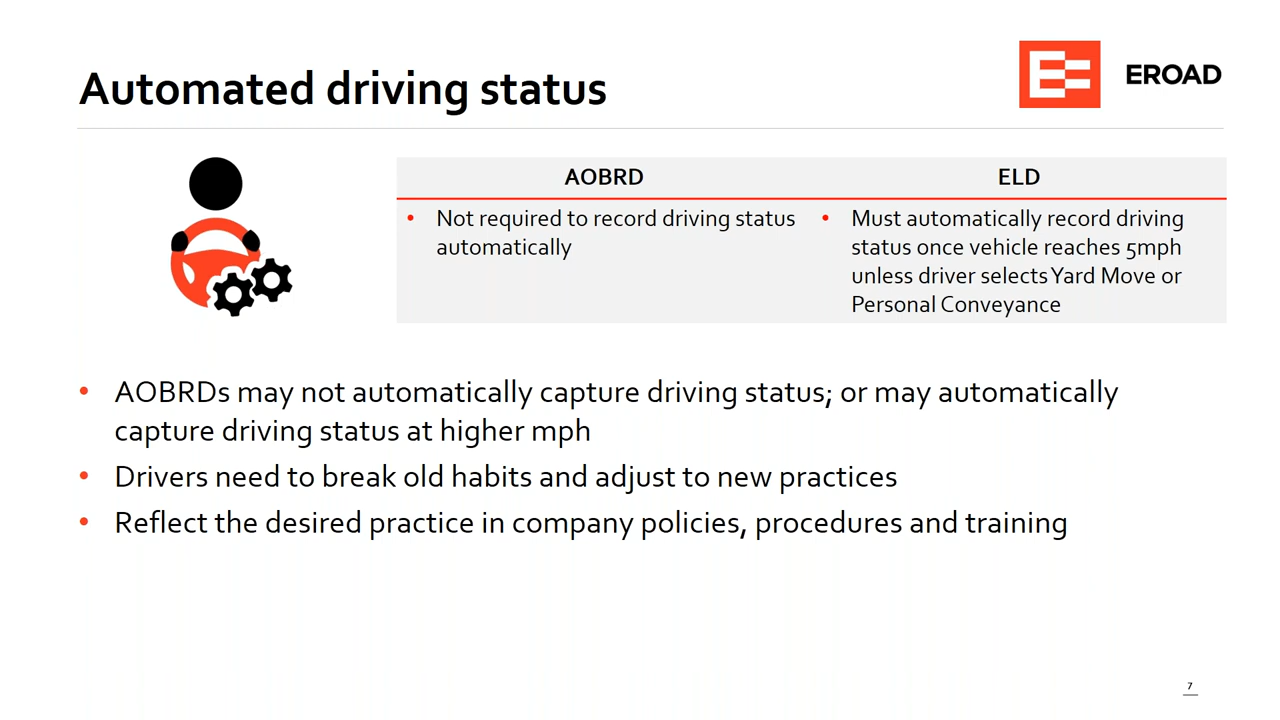 Automated driving status
EROAD
AOBRD
ELD
• Not required to record driving status
automatically
• Must automatically record driving
status once vehicle reaches 5mph
unless driver selects Yard Move or
Personal Conveyance
• AOBRDs may not automatically capture driving status; or may automatically
capture driving status at higher mph
• Drivers need to break old habits and adjust to new practices
• Reflect the desired practice in company policies, procedures and training
7